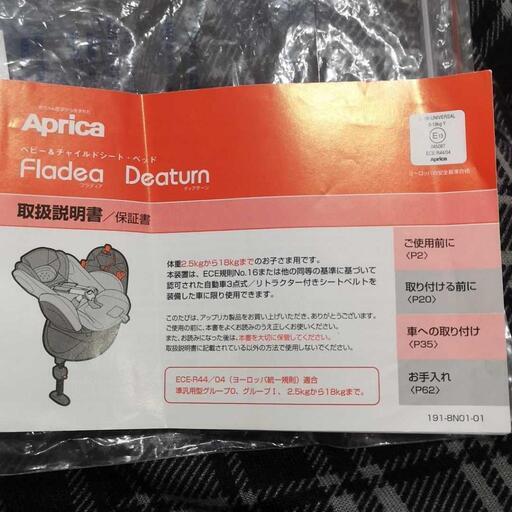 Aprica
ベビー&チャイルドシート・ベッド
Fladea Deaturn
フラディア ディアターン
取扱説明書/保証書
UNIVERSAL
E13
045087
ECE R44/04
Aprica
ヨーロッパの安全基準合格
体重2.5kgから18kgまでのお子さま用です。
本装置は、ECE規則No.16または他の同等の基準に基づいて
認可された自動車3点式/リトラクター付きシートベルトを
装備した車に限り使用できます。
このたびは、アップリカ製品をお買い上げいただき、ありがとうございます。
ご使用の前に、本書をよくお読みのうえ正しくお使いください。
また、お読みになった後は、本書を大切に保管してください。
取扱説明書に記載されている以外の方法で使用しないでください。
ECE-R44/04(ヨーロッパ統一規則)適合
準汎用型グループ0、グループⅠ、2.5kgから18kgまで。
ご使用前に
〈P2〉
取り付ける前に
〈P20〉
車への取り付け
〈P35〉
お手入れ
〈P62〉
191-8N01-01